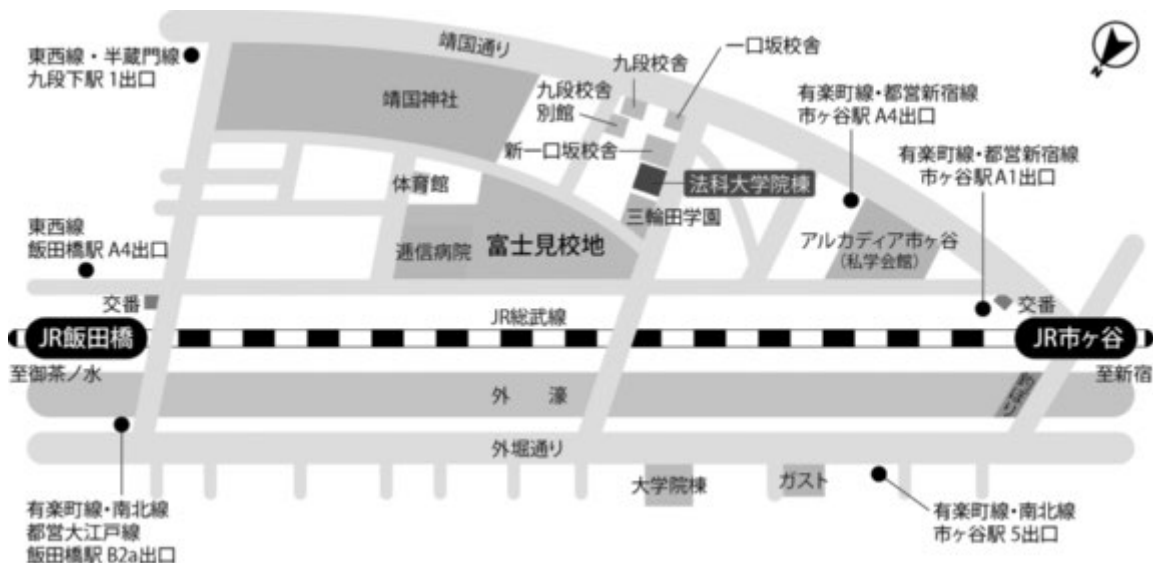 靖国通り
一口坂校舎
九段校舎
東西線・半蔵門線
九段下駅 1出口
靖国神社
九段校舎
別館
有楽町線・都営新宿線
市ヶ谷駅 A4出口
新一口坂校舎
有楽町線・都営新宿線
市ヶ谷駅 A1出口
体育館
法科大学院棟
三輪田学園
東西線
飯田橋駅 A4出口
逓信病院
富士見校地
アルカディア市ヶ谷
(私学会館)
交番
JR総武線
交番
JR飯田橋
JR市ヶ谷
至御茶ノ水
至新宿
外 濠
釣堀り
外堀通り
大学院棟
ガスト
有楽町線・南北線
都営大江戸線
飯田橋駅 B2a出口
有楽町線・南北線
市ヶ谷駅 5出口
N